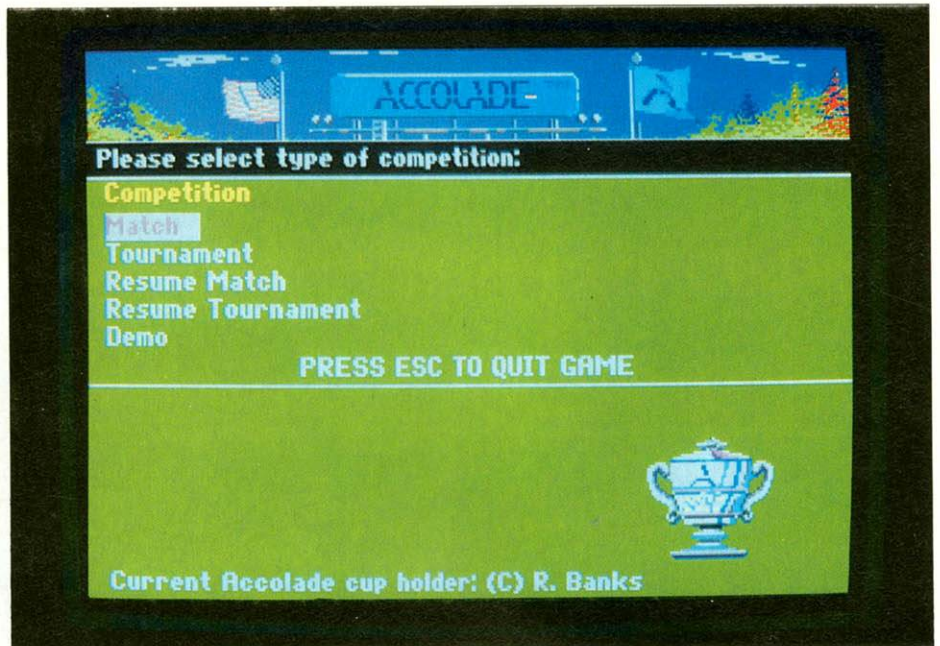 ACCOLADE
Please select type of competition:
Competition
Match
Tournament
Resume Match
Resume Tournament
Demo
PRESS ESC TO QUIT GAME
Current Accolade cup holder: (C) R. Banks